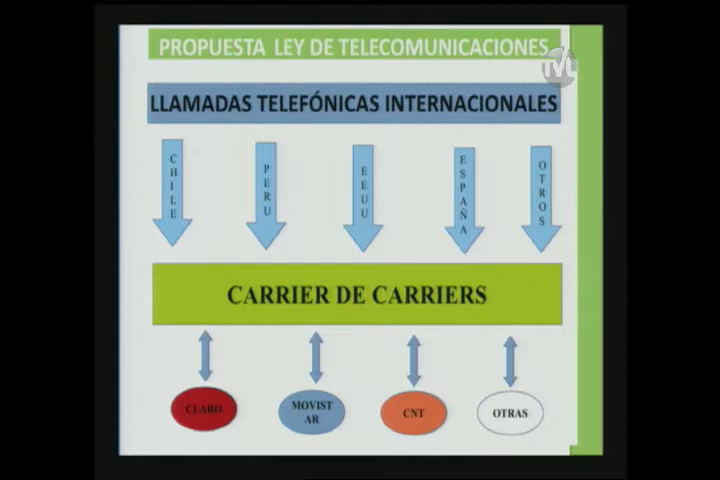 PROPUESTA LEY DE TELECOMUNICACIONES
LLAMADAS TELEFÓNICAS INTERNACIONALES
CHILE
PERU
EEUU
ESPAÑA
OTROS
CARRIER DE CARRIERS
CLARO
MOVIST
AR
CNT
OTRAS